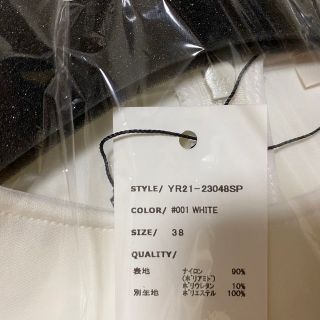 STYLE/ YR21-23048SP
COLOR/ #001 WHITE
SIZE/ 38
QUALITY/
表地 ナイロン 90%
(ポリアミド)
ポリウレタン 10%
別生地 ポリエステル 100%